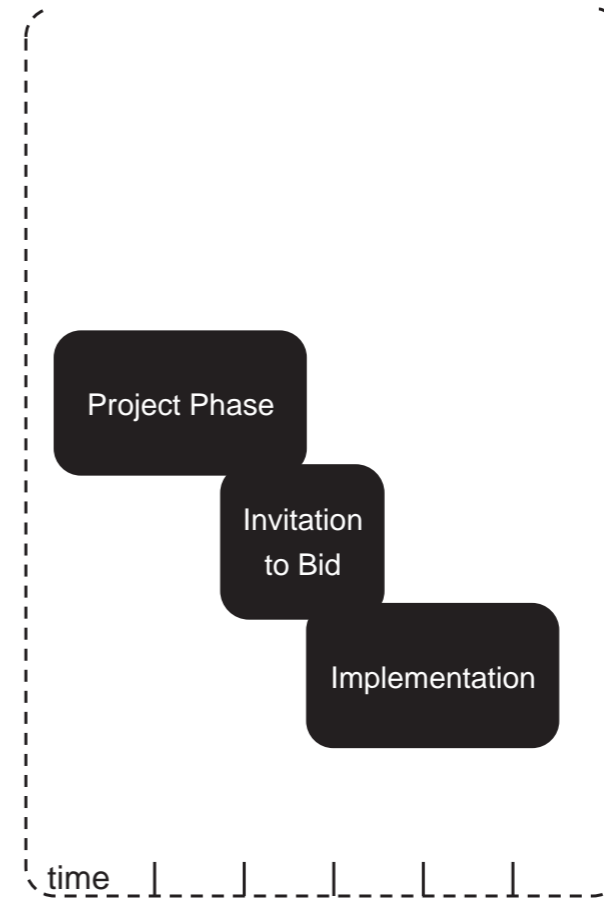 Project Phase
Invitation
to Bid
Implementation
time